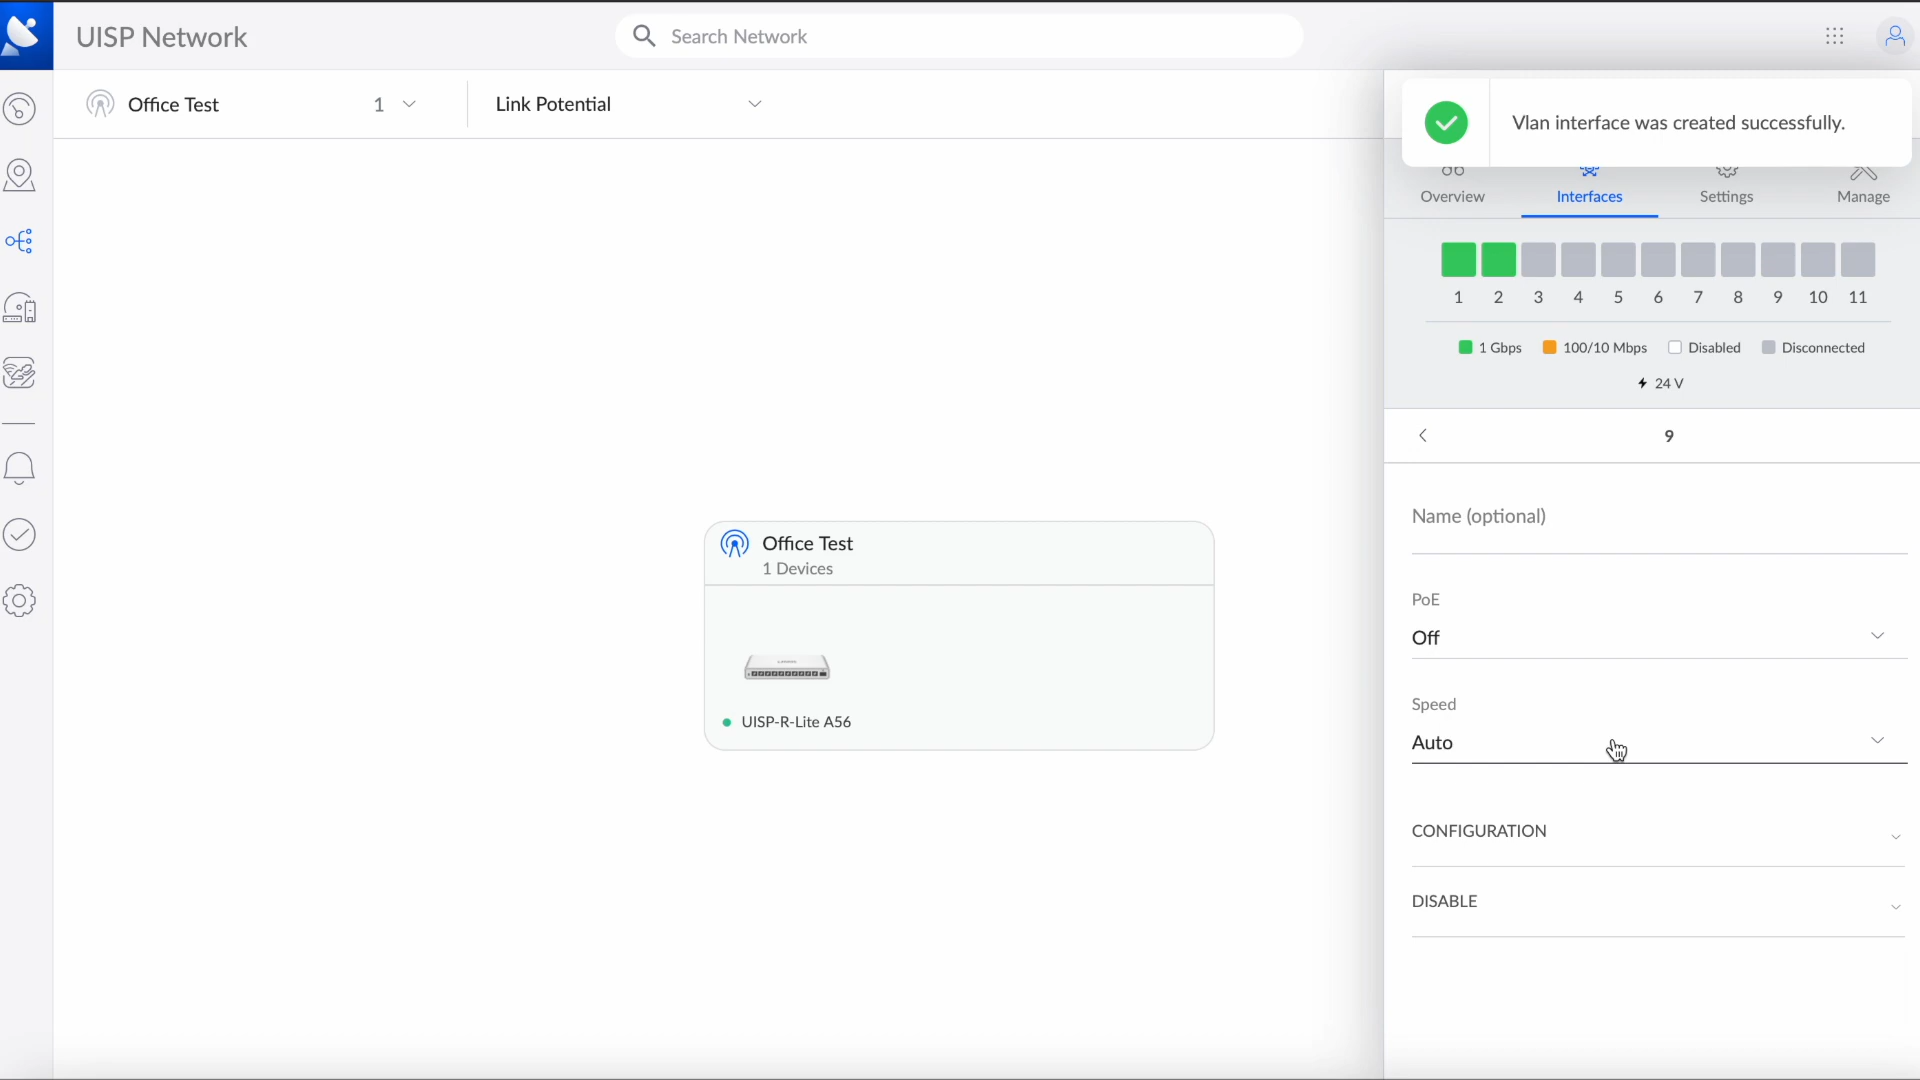 UISP Network
Search Network
Office Test
1
Link Potential
Vlan interface was created successfully.
Overview
Interfaces
Settings
Manage
1 2 3 4 5 6 7 8 9 10 11
1 Gbps
100/10 Mbps
Disabled
Disconnected
24 V
9
Name (optional)
PoE
Off
Speed
Auto
CONFIGURATION
DISABLE
Office Test
1 Devices
UISP-R-Lite A56